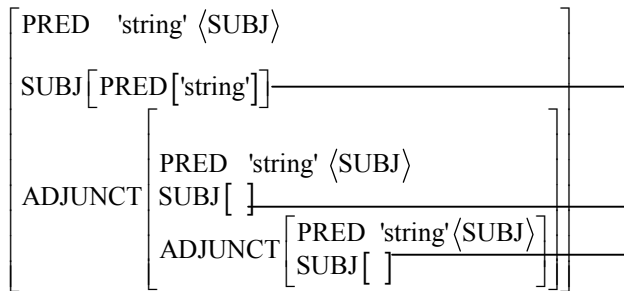 PRED 'string' ⟨SUBJ⟩
SUBJ[PRED['string']]
PRED 'string' ⟨SUBJ⟩
ADJUNCT SUBJ[ ]
ADJUNCT[PRED 'string'⟨SUBJ⟩
SUBJ[ ]]